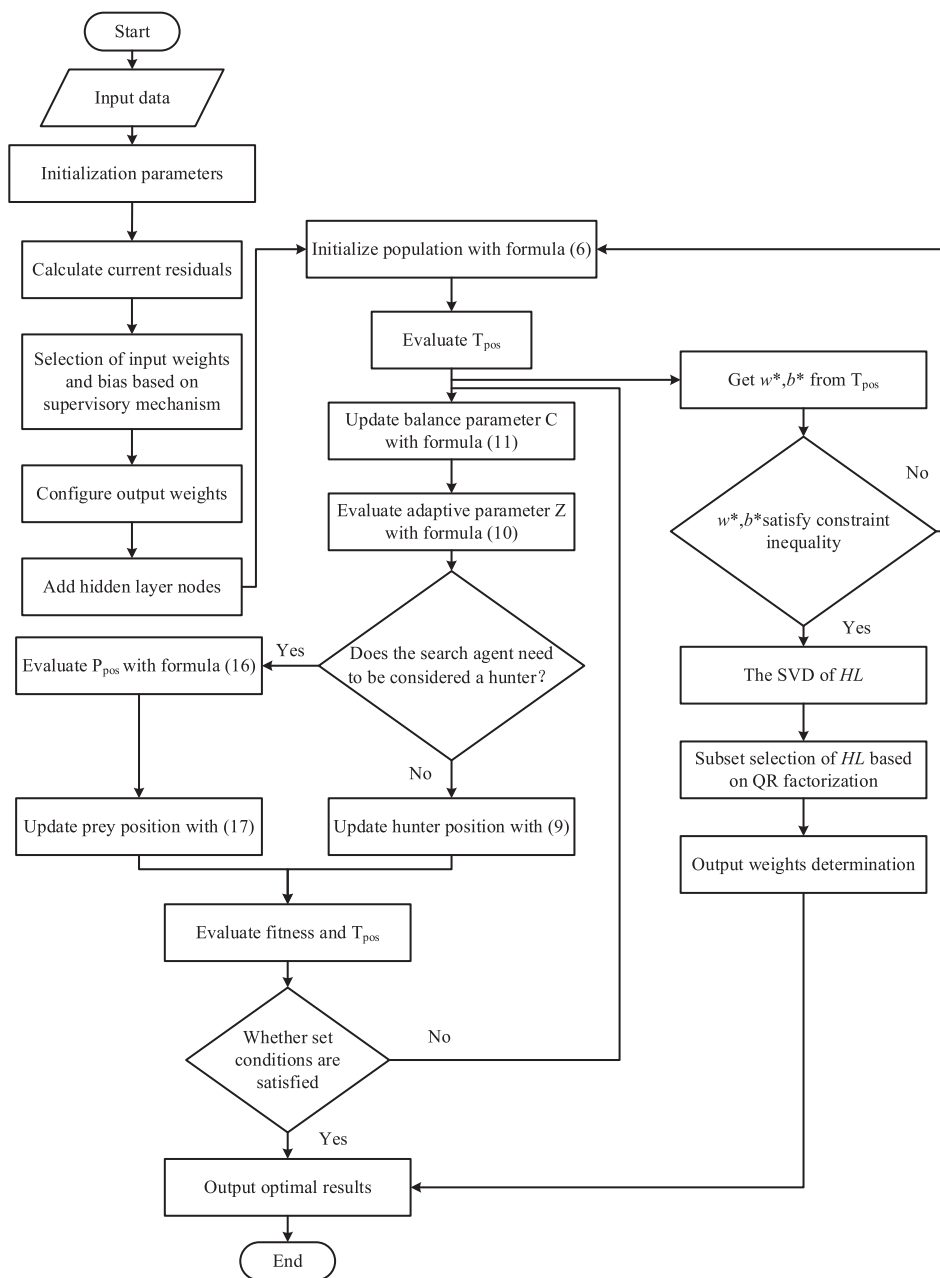 Start
Input data
Initialization parameters
Calculate current residuals
Selection of input weights
and bias based on
supervisory mechanism
Configure output weights
Add hidden layer nodes
Initialize population with formula (6)
Evaluate Tpos
Update balance parameter C
with formula (11)
Evaluate adaptive parameter Z
with formula (10)
Does the search agent need
to be considered a hunter？
Yes
Evaluate Ppos with formula (16)
Update prey position with (17)
No
Update hunter position with (9)
Evaluate fitness and Tpos
Whether set
conditions are
satisfied
No
Yes
Output optimal results
End
Get w*,b* from Tpos
w*,b*satisfy constraint
inequality
No
Yes
The SVD of HL
Subset selection of HL based
on QR factorization
Output weights determination